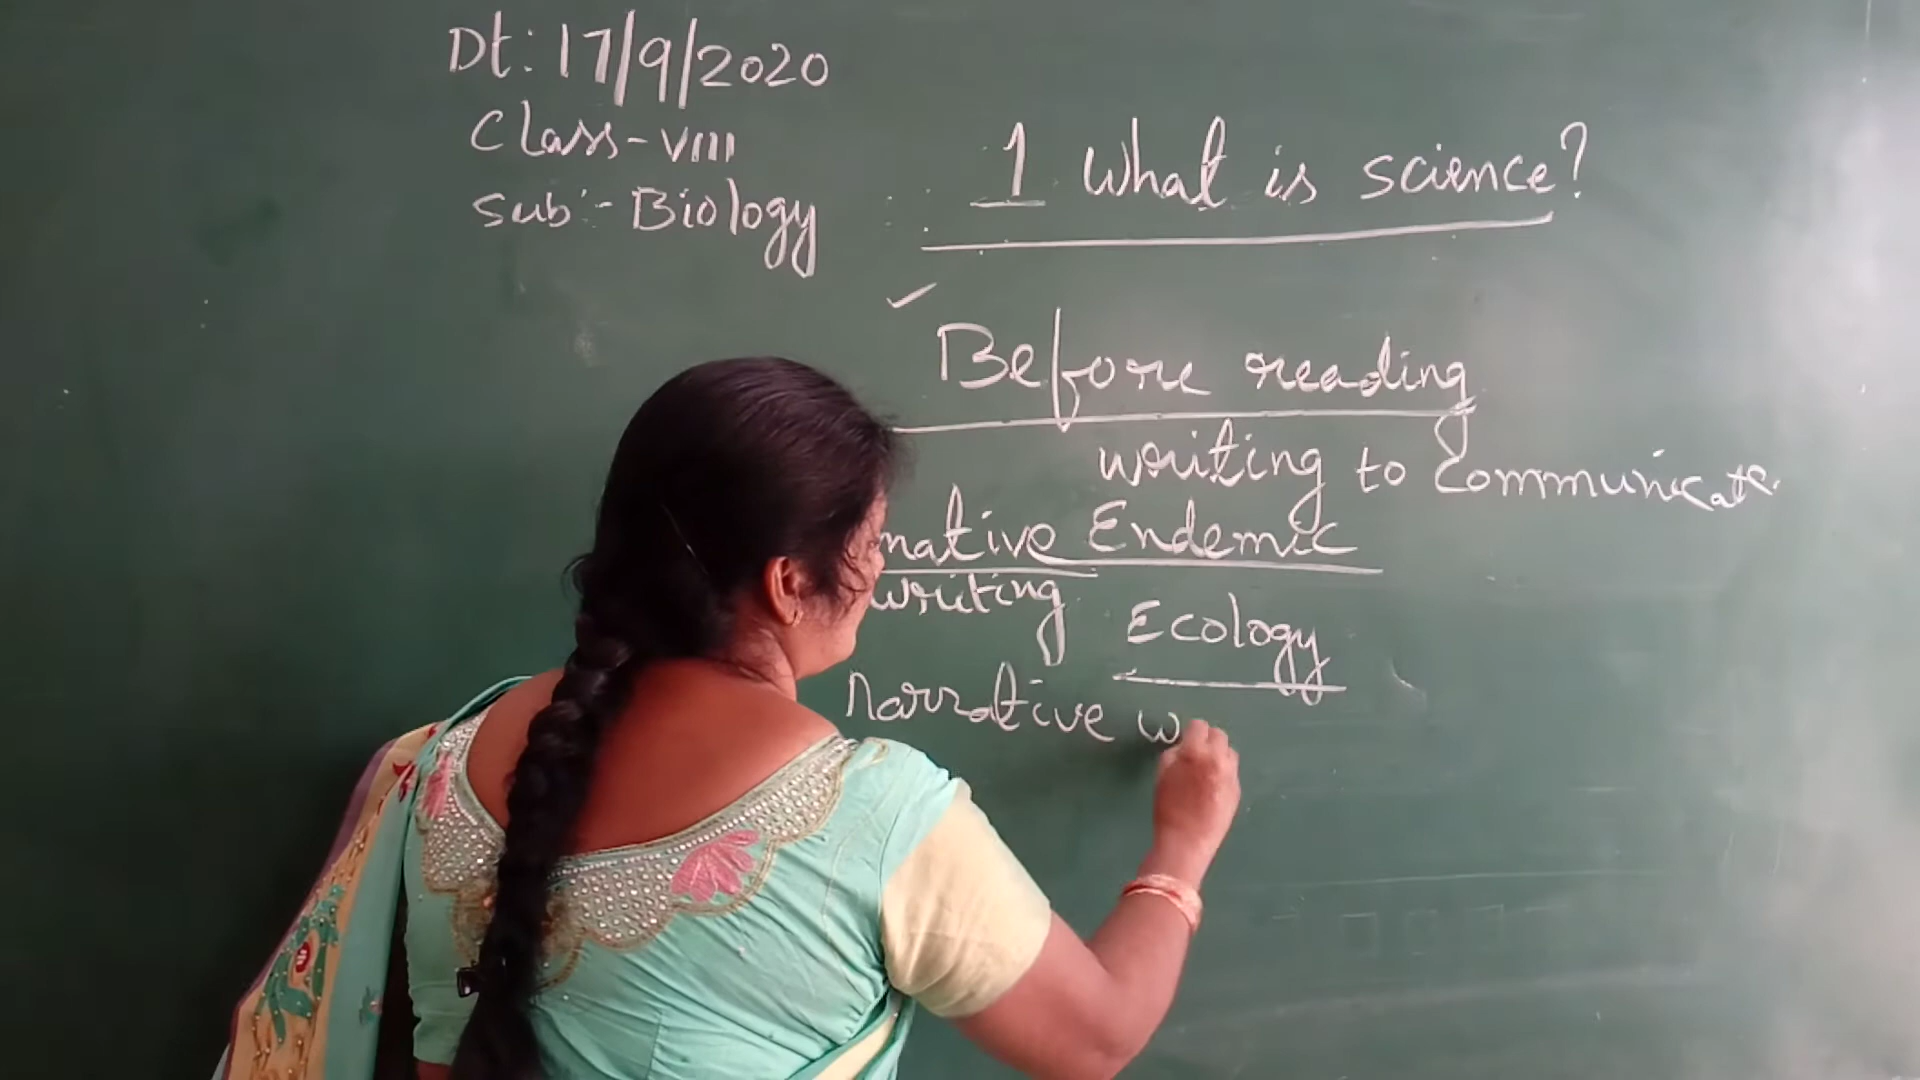 Dt: 17/9/2020
Class-VIII
Sub:- Biology
1 What is science?
Before reading
writing to communicate.
mative Endemic
writing
Ecology
Narrative w